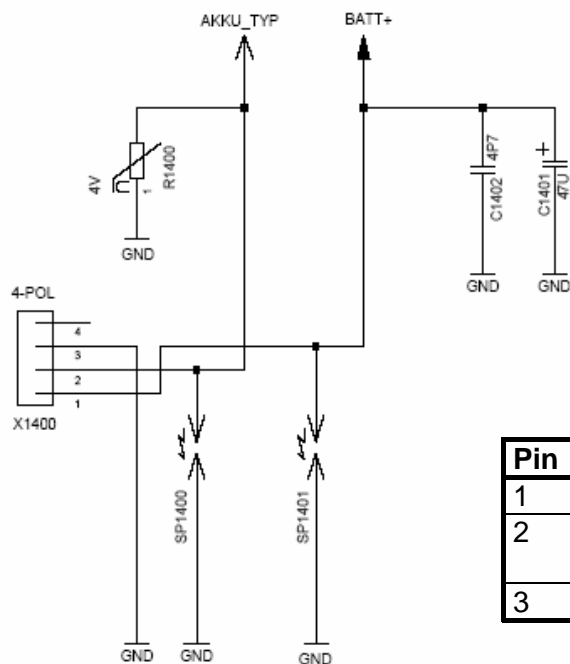 AKKU_TYP
BATT+
4V
1
R1400
GND
4P7
C1402
+
C1401
47U
GND
GND
4-POL
4
3
2
1
X1400
SP1400
SP1401
GND
GND
GND
Pin
1
2
3